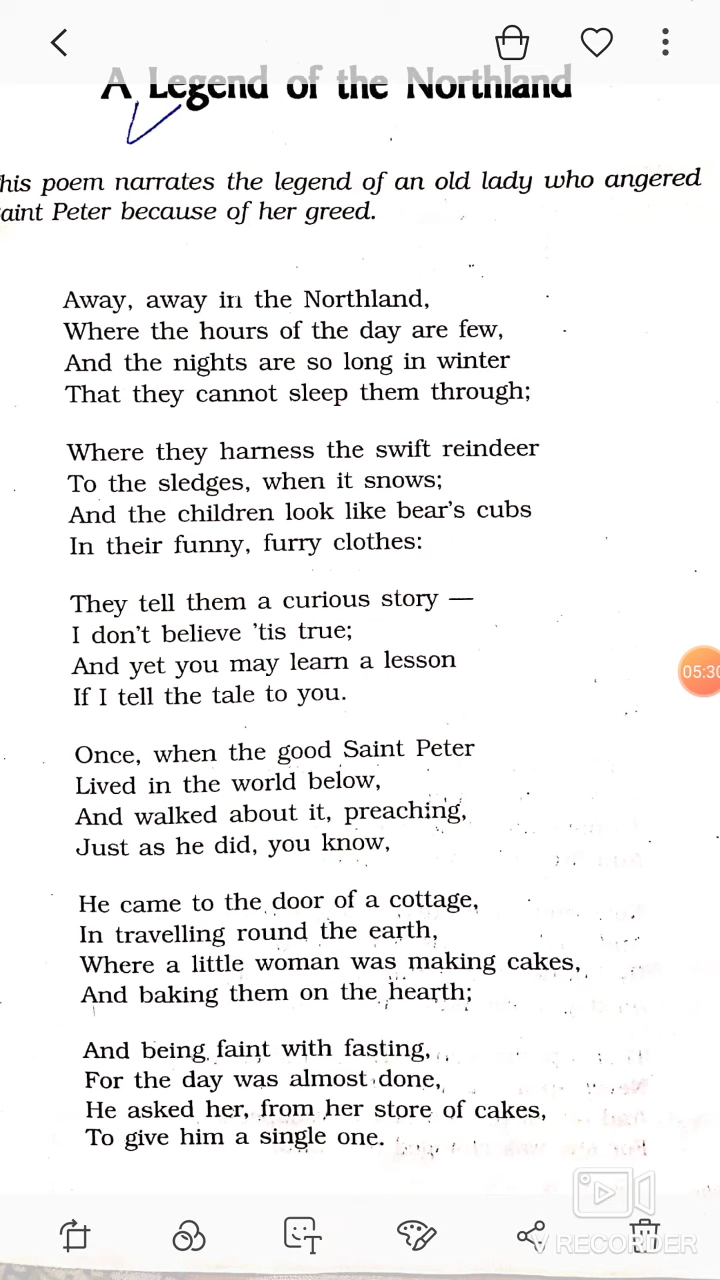 A Legend of the Northland
his poem narrates the legend of an old lady who angered
aint Peter because of her greed.
Away, away in the Northland,
Where the hours of the day are few,
And the nights are so long in winter
That they cannot sleep them through;
Where they harness the swift reindeer
To the sledges, when it snows;
And the children look like bear's cubs
In their funny, furry clothes:
They tell them a curious story —
I don't believe 'tis true;
And yet you may learn a lesson
If I tell the tale to you.
Once, when the good Saint Peter
Lived in the world below,
And walked about it, preaching,
Just as he did, you know,
He came to the door of a cottage,
In travelling round the earth,
Where a little woman was making cakes,
And baking them on the hearth;
And being faint with fasting,
For the day was almost done,
He asked her, from her store of cakes,
To give him a single one.
05:30
V RECORDER